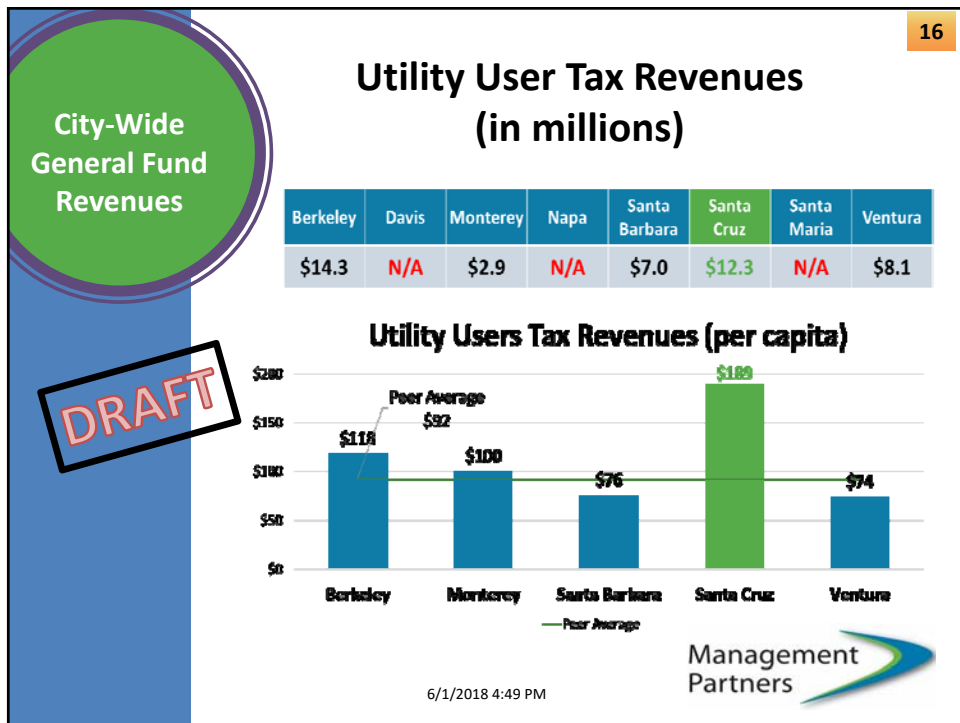 16
City-Wide
General Fund
Revenues
Utility User Tax Revenues
(in millions)
Berkeley Davis Monterey Napa Santa Barbara Santa Cruz Santa Maria Ventura
$14.3 N/A $2.9 N/A $7.0 $12.3 N/A $8.1
DRAFT
Utility Users Tax Revenues (per capita)
$200
$150
$100
$50
$0
Peer Average
$92
$118
$100
$76
$189
$74
Berkeley Monterey Santa Barbara Santa Cruz Ventura
Peer Average
6/1/2018 4:49 PM
Management
Partners